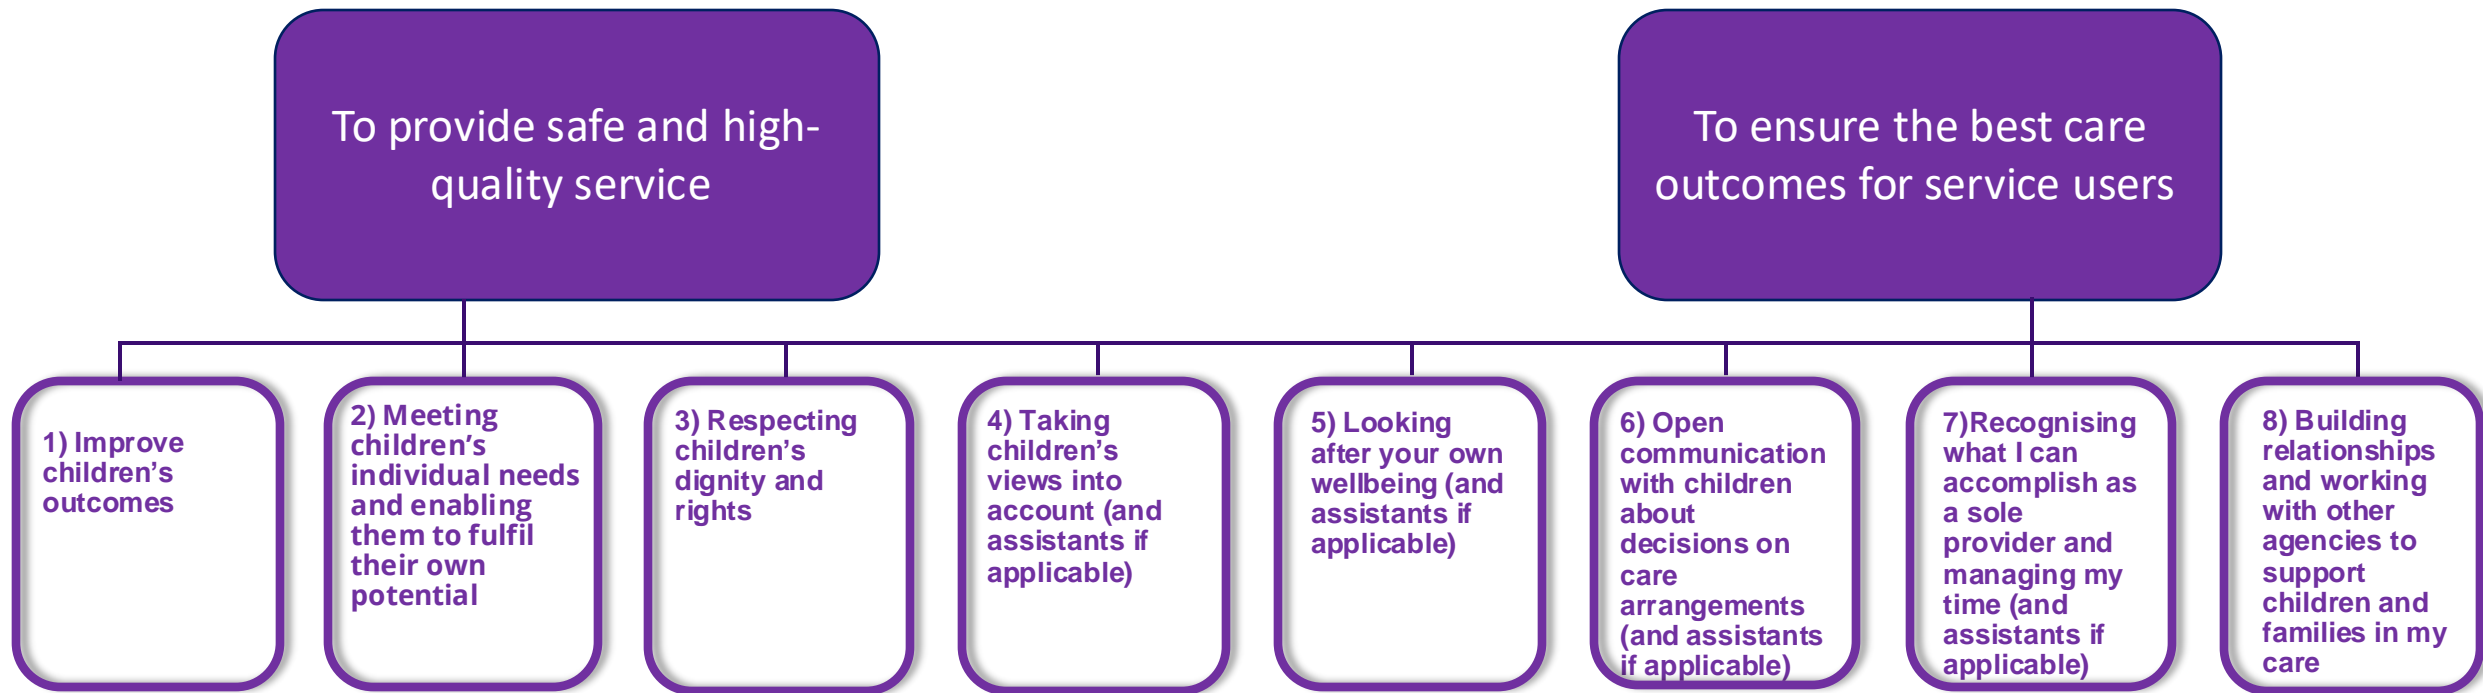 To provide safe and high-
quality service
To ensure the best care
outcomes for service users
1) Improve
children’s
outcomes
2) Meeting
children’s
individual needs
and enabling
them to fulfil
their own
potential
3) Respecting
children’s
dignity and
rights
4) Taking
children’s
views into
account (and
assistants if
applicable)
5) Looking
after your own
wellbeing (and
assistants if
applicable)
6) Open
communication
with children
about
decisions on
care
arrangements
(and assistants
if applicable)
7)Recognising
what I can
accomplish as
a sole
provider and
managing my
time (and
assistants if
applicable)
8) Building
relationships
and working
with other
agencies to
support
children and
families in my
care